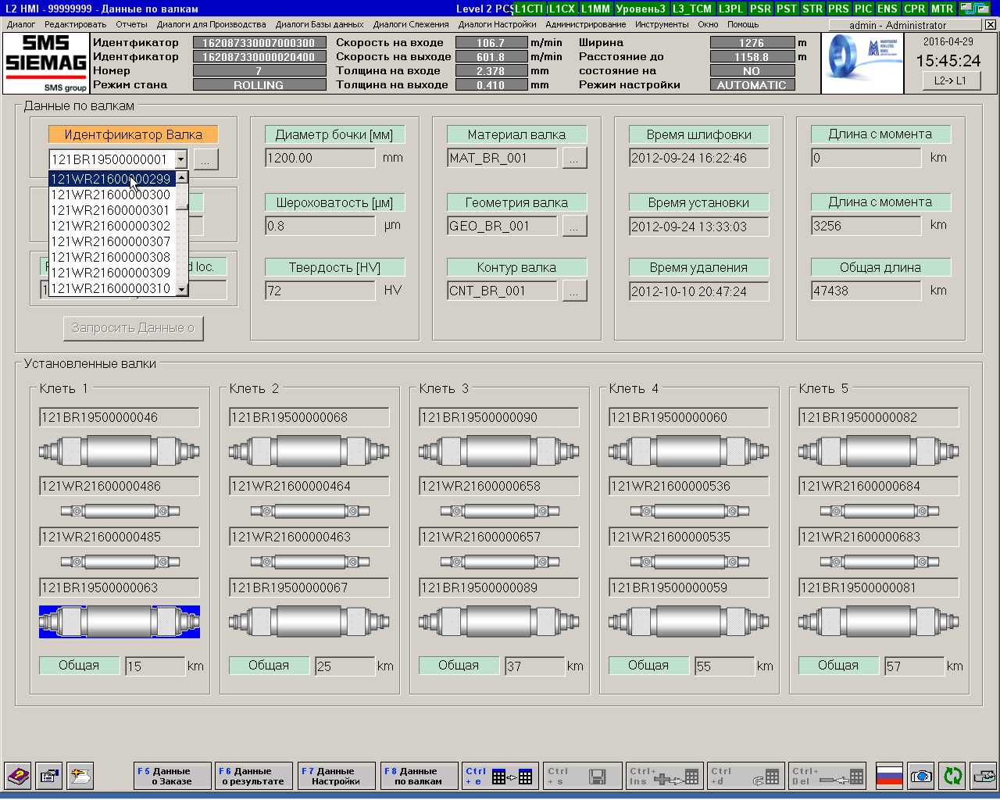 L2 HMI - 99999999 - Данные по валкам
Level 2 PCS
L1CTI L1CX L1MM Уровень3 L3_TCM L3PL PSR PST STR PRS PIC ENS CPR MTR
Диалог Редактировать Отчеты Диалоги для Производства Диалоги Базы данных Диалоги Слежения Диалоги Настройки Администрирование Инструменты Окно Помощь
admin - Administrator
SMS
SIEMAG
SMS group
Идентификатор 162087330007000300 Скорость на входе 106.7 m/min Ширина 1276 m
Идентификатор 162087330000020400 Скорость на выходе 601.8 m/min Расстояние до 1158.8 m
Номер 7 Толщина на входе 2.378 mm состояние на NO
Режим стана ROLLING Толщина на выходе 0.410 mm Режим настройки AUTOMATIC
2016-04-29
15:45:24
L2-> L1
Данные по валкам
Идентфиикатор Валка Диаметр бочки [мм] Материал валка Время шлифовки Длина с момента
121BR19500000001 ... 1200.00 mm MAT_BR_001 ... 2012-09-24 16:22:46 0 km
121WR21600000299
121WR21600000300
121WR21600000301
121WR21600000302
121WR21600000307
121WR21600000308
121WR21600000309
121WR21600000310
Шероховатость [µм] Геометрия валка Время установки Длина с момента
0.8 µm GEO_BR_001 ... 2012-09-24 13:33:03 3256 km
d loc. Твердость [HV] Контур валка Время удаления Общая длина
72 HV CNT_BR_001 ... 2012-10-10 20:47:24 47438 km
Запросить Данные о
Установленные валки
Клеть 1 Клеть 2 Клеть 3 Клеть 4 Клеть 5
121BR19500000046 121BR19500000068 121BR19500000090 121BR19500000060 121BR19500000082
121WR21600000486 121WR21600000464 121WR21600000658 121WR21600000536 121WR21600000684
121WR21600000485 121WR21600000463 121WR21600000657 121WR21600000535 121WR21600000683
121BR19500000063 121BR19500000067 121BR19500000089 121BR19500000059 121BR19500000081
Общая 15 km Общая 25 km Общая 37 km Общая 55 km Общая 57 km
F5 Данные о Заказе
F6 Данные о результате
F7 Данные Настройки
F8 Данные по валкам
Ctrl + e
Ctrl + s
Ctrl+ Ins
Ctrl +d
Ctrl+ Del